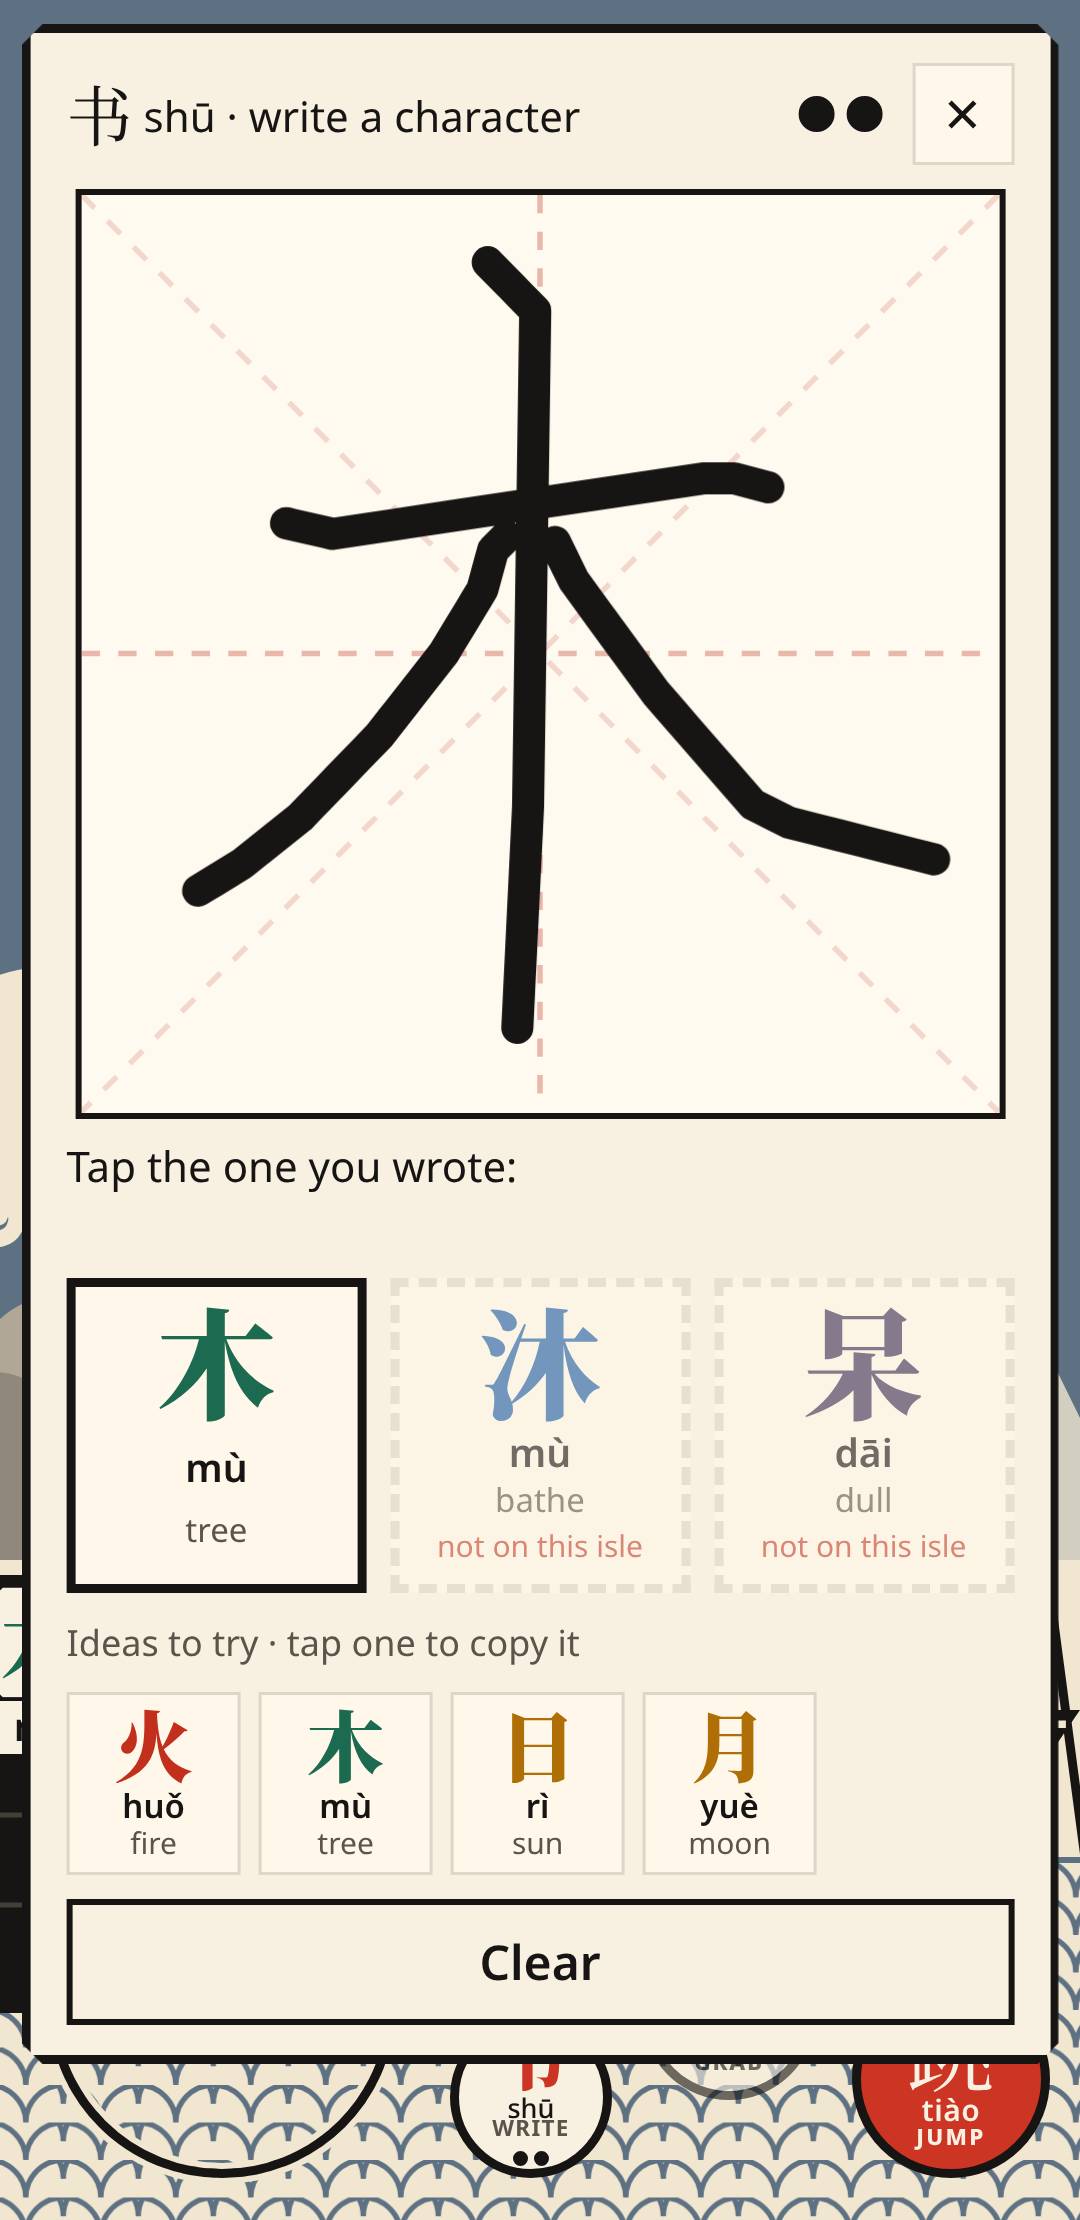 书 shū · write a character
木
Tap the one you wrote:
木 沐 呆
mù mù dāi
tree bathe dull
not on this isle not on this isle
Ideas to try · tap one to copy it
火 木 日 月
huǒ mù rì yuè
fire tree sun moon
Clear
GRAB
shū tiào
WRITE JUMP